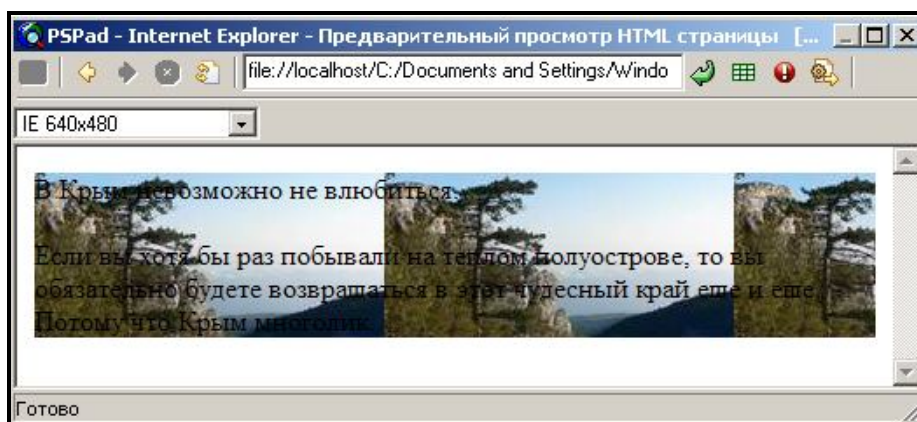 PSPad - Internet Explorer - Предварительный просмотр HTML страницы [...
file://localhost/C:/Documents and Settings/Windo
IE 640x480
В Крым невозможно не влюбиться.
Если вы хотя бы раз побывали на теплом полуострове, то вы
обязательно будете возвращаться в этот чудесный край еще и еще.
Потому что Крым многолик.
Готово